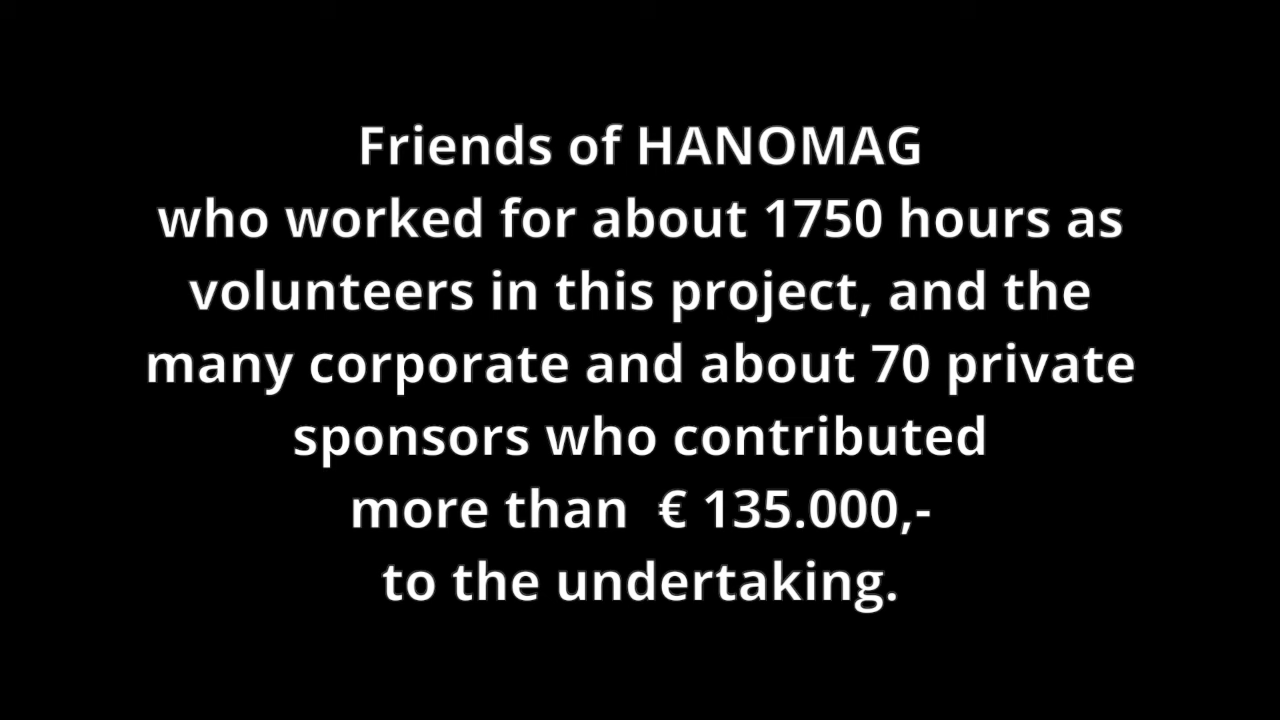 Friends of HANOMAG
who worked for about 1750 hours as
volunteers in this project, and the
many corporate and about 70 private
sponsors who contributed
more than  € 135.000,-
to the undertaking.